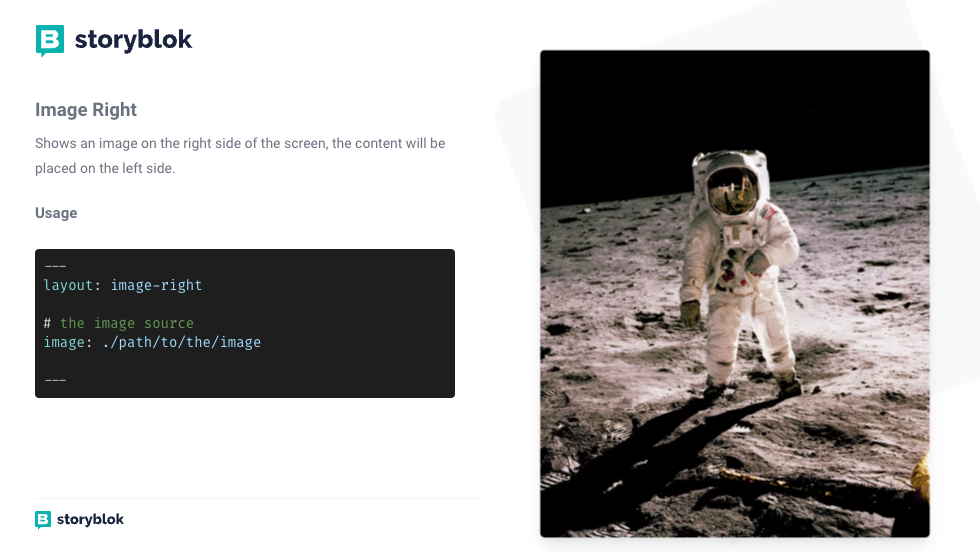 storyblok
Image Right
Shows an image on the right side of the screen, the content will be
placed on the left side.
Usage
---
layout: image-right
# the image source
image: ./path/to/the/image
---
storyblok